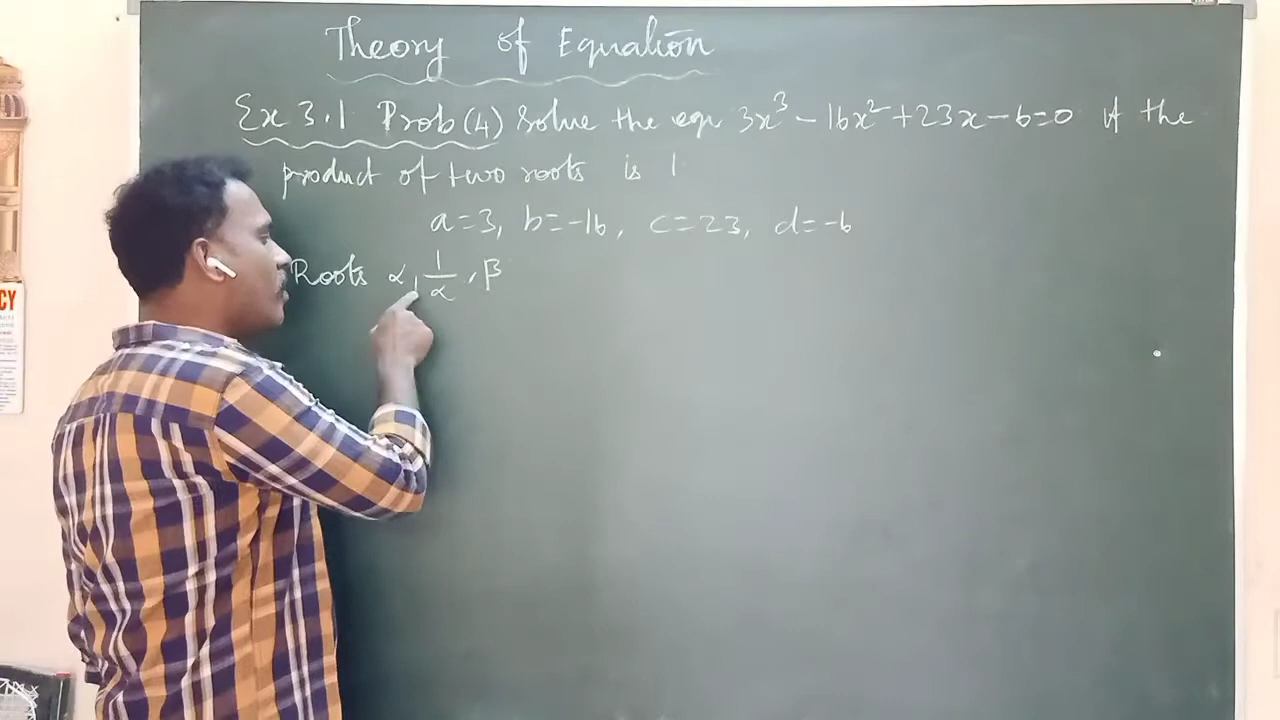 Theory of Equation
Ex 3.1 Prob(4) Solve the eqn 3x³ - 16x² + 23x - 6 = 0 if the
product of two roots is 1
a=3, b=-16, c=23, d=-6
Roots α, 1/α, β
CY